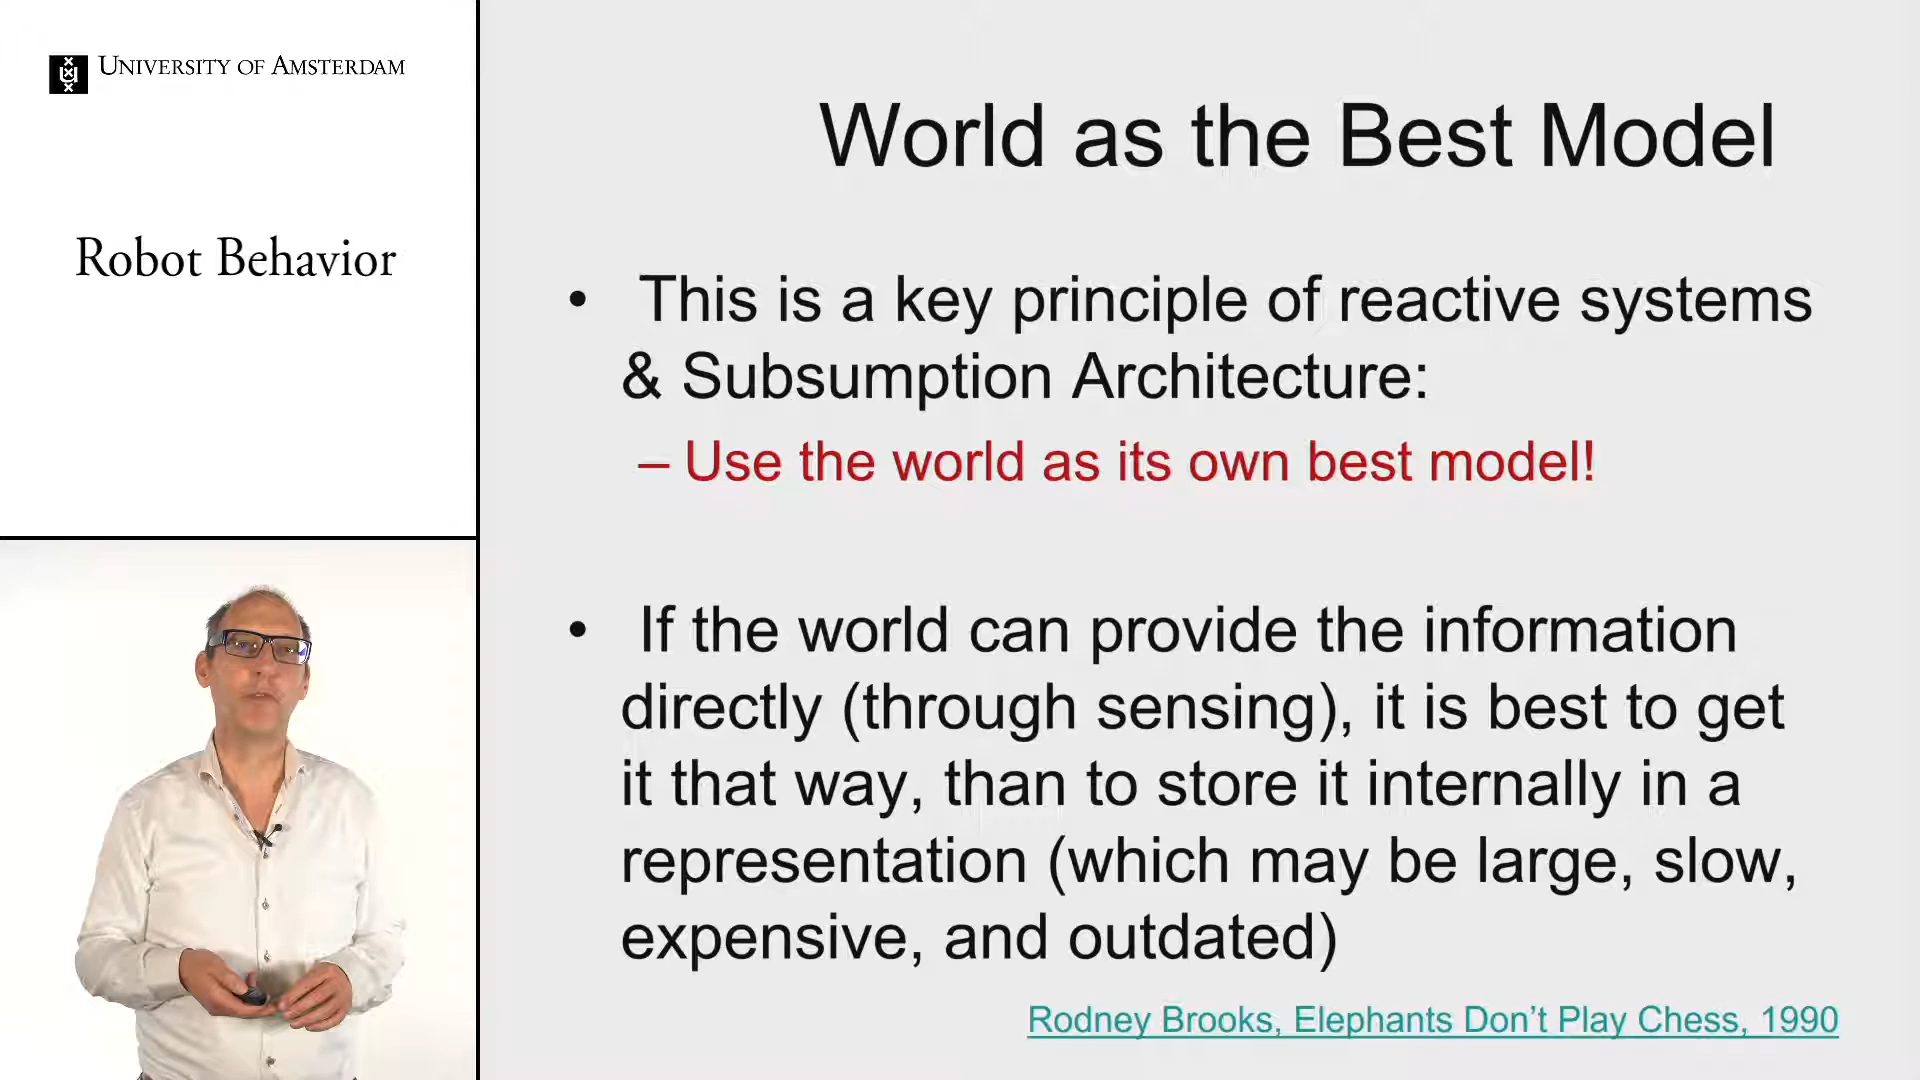 UNIVERSITY OF AMSTERDAM
Robot Behavior
World as the Best Model
• This is a key principle of reactive systems
& Subsumption Architecture:
– Use the world as its own best model!
• If the world can provide the information
directly (through sensing), it is best to get
it that way, than to store it internally in a
representation (which may be large, slow,
expensive, and outdated)
Rodney Brooks, Elephants Don’t Play Chess, 1990